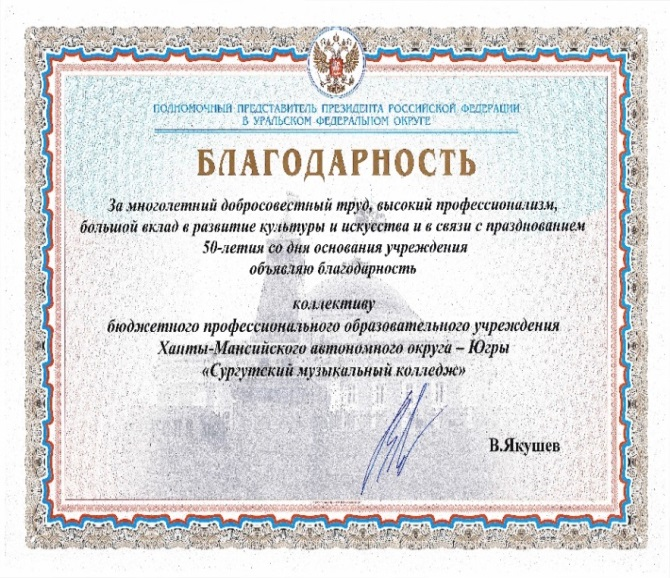 ПОЛНОМОЧНЫЙ ПРЕДСТАВИТЕЛЬ ПРЕЗИДЕНТА РОССИЙСКОЙ ФЕДЕРАЦИИ
В УРАЛЬСКОМ ФЕДЕРАЛЬНОМ ОКРУГЕ
БЛАГОДАРНОСТЬ
За многолетний добросовестный труд, высокий профессионализм,
большой вклад в развитие культуры и искусства и в связи с празднованием
50-летия со дня основания учреждения
объявляю благодарность
коллективу
бюджетного профессионального образовательного учреждения
Ханты-Мансийского автономного округа – Югры
«Сургутский музыкальный колледж»
В.Якушев